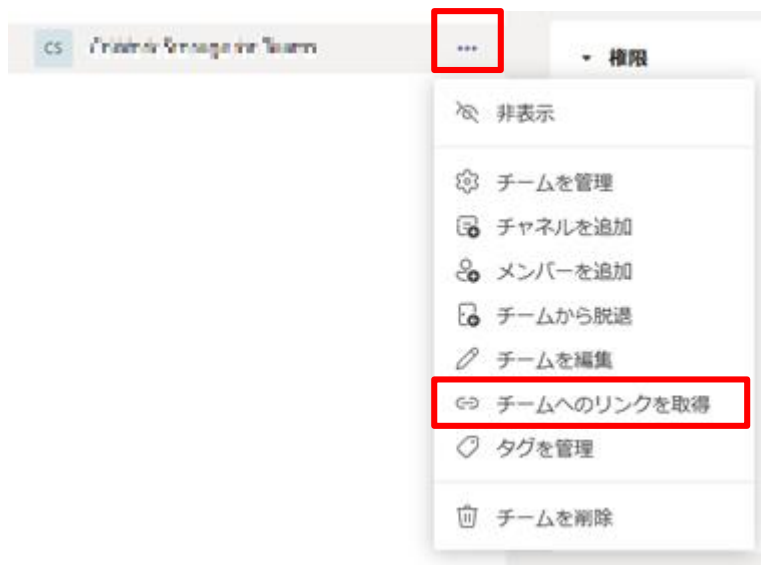 CS
•••
権限
非表示
チームを管理
チャネルを追加
メンバーを追加
チームから脱退
チームを編集
チームへのリンクを取得
タグを管理
チームを削除